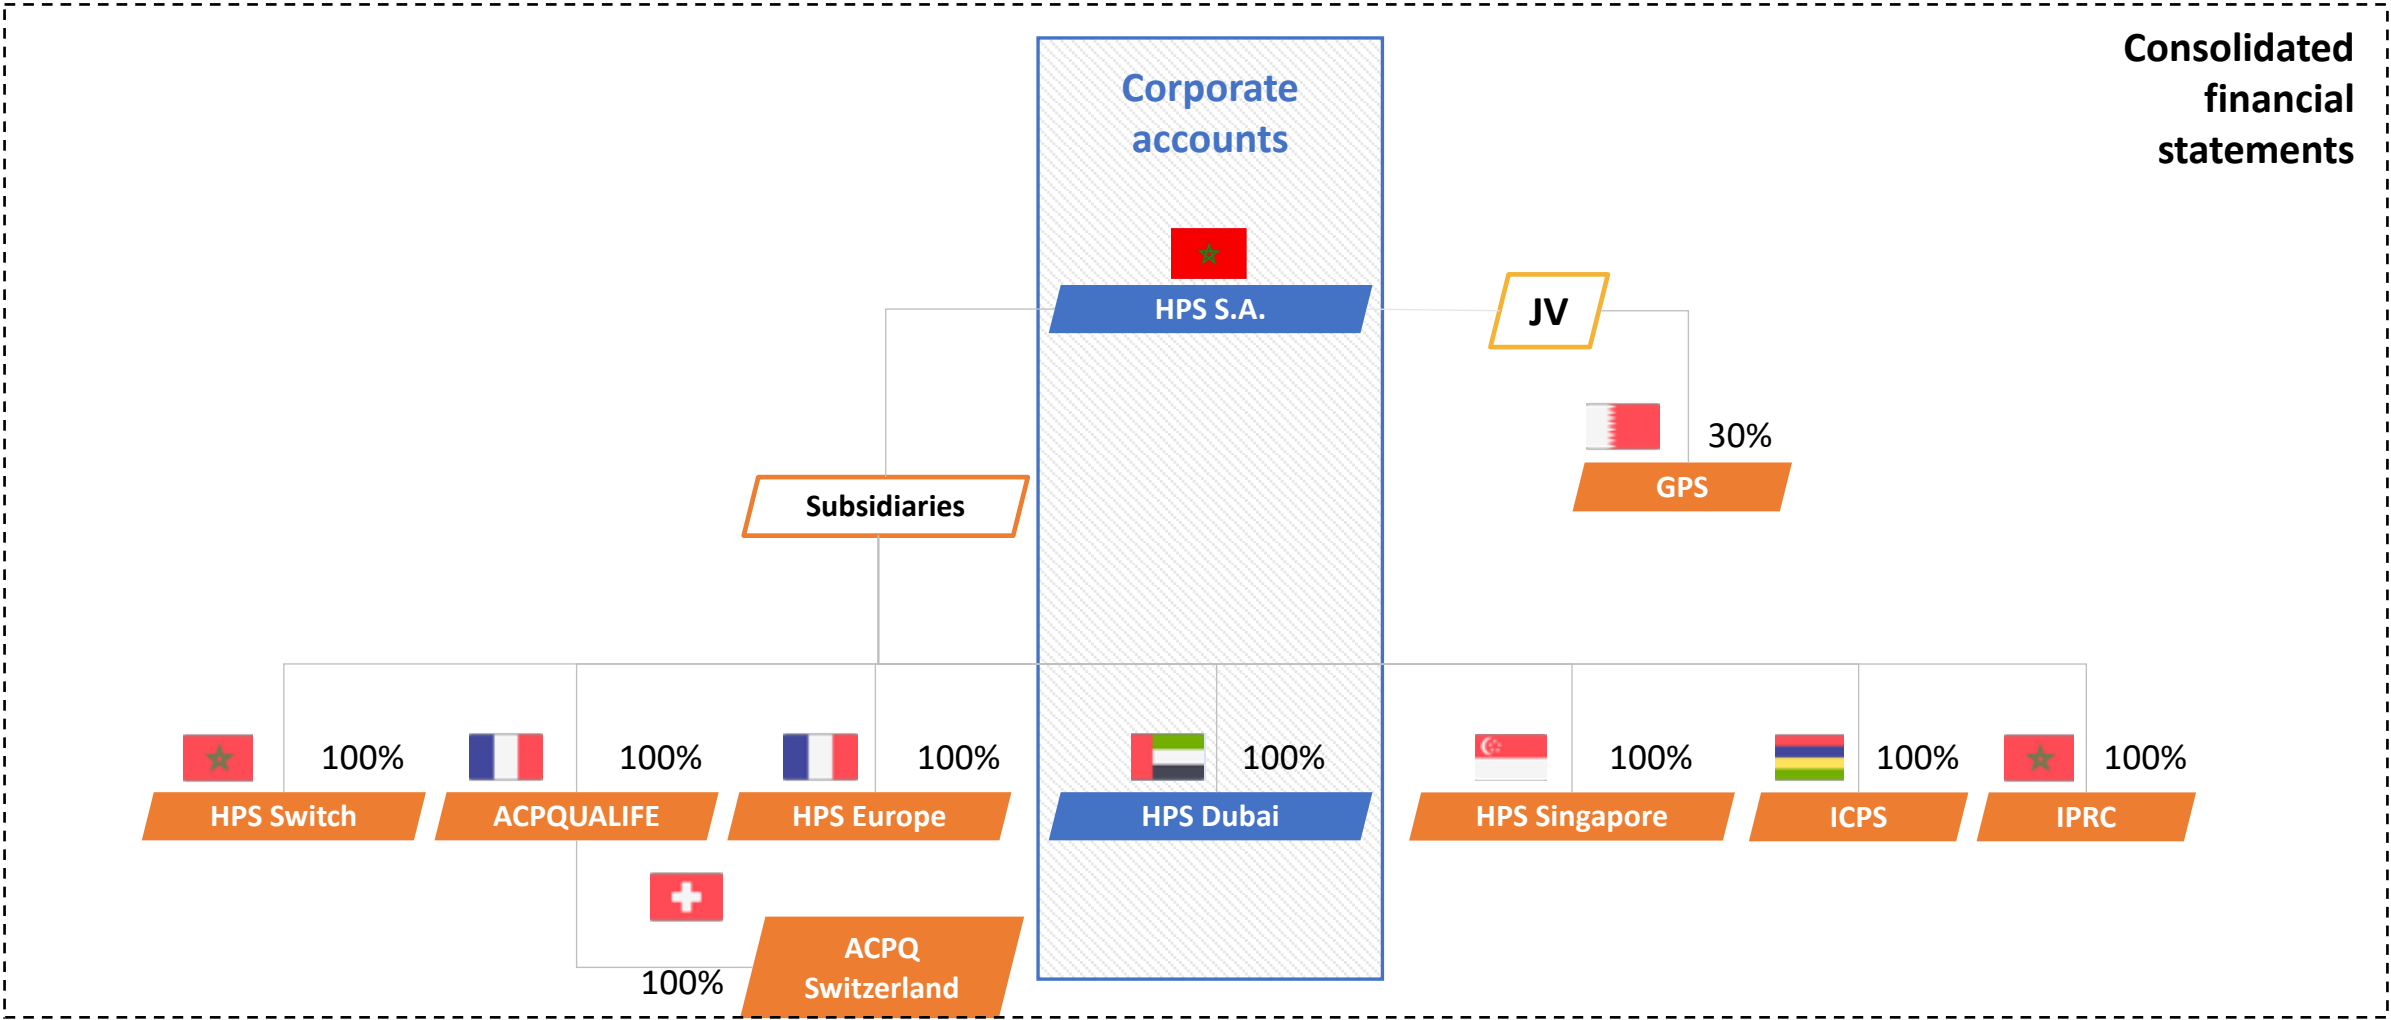 Consolidated
financial
statements
Corporate
accounts
HPS S.A.
JV
30%
GPS
Subsidiaries
100%
100%
100%
100%
100%
100%
100%
HPS Switch
ACPQUALIFE
HPS Europe
HPS Dubai
HPS Singapore
ICPS
IPRC
100%
ACPQ
Switzerland